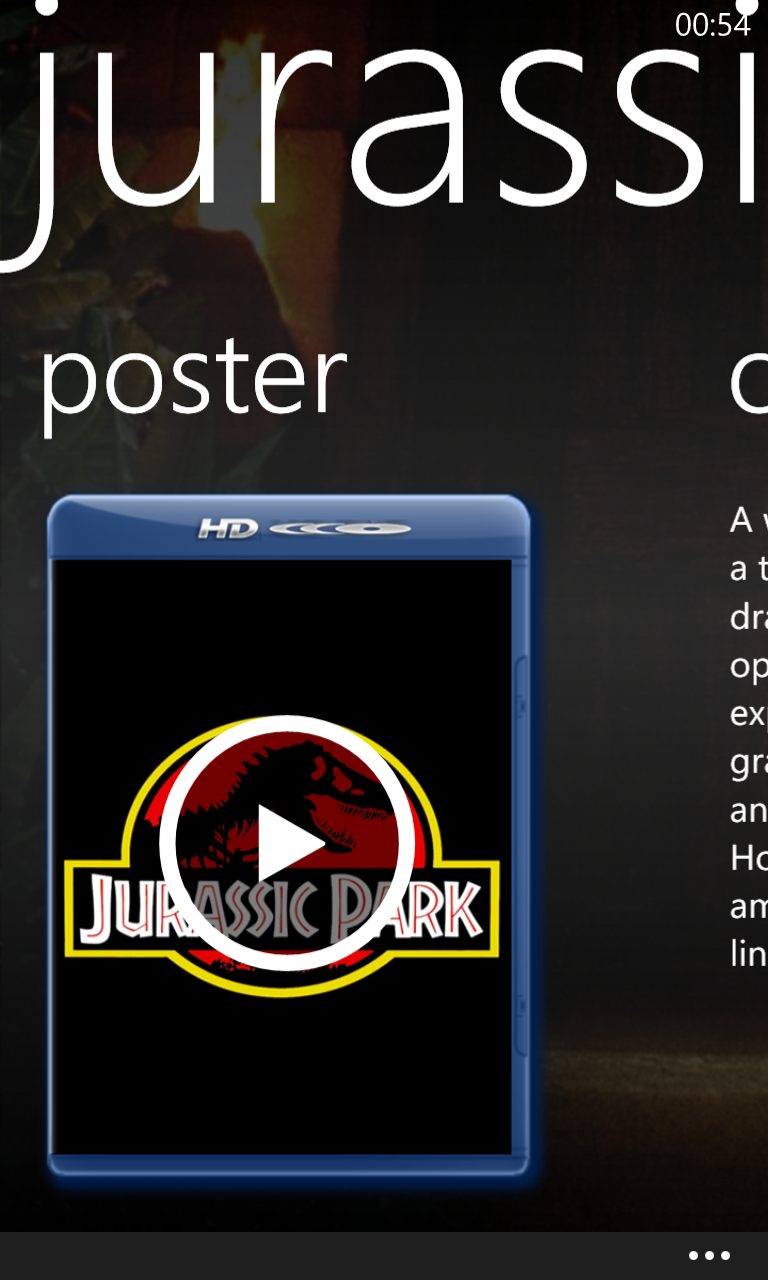 00:54
jurassi
poster
HD
JURASSIC PARK
A
a t
dra
op
exp
gra
an
Ho
am
lin